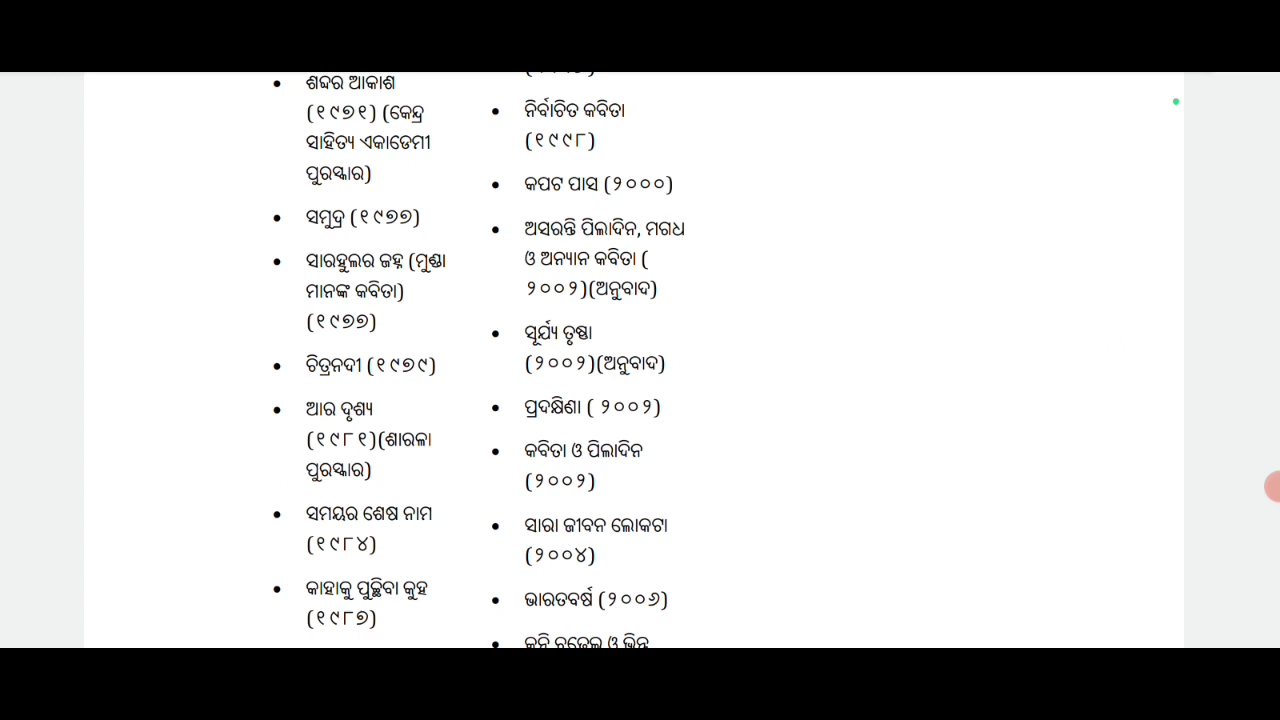 ଶବ୍ଦର ଆକାଶ
(୧୯୭୧) (କେନ୍ଦ୍ର
ସାହିତ୍ୟ ଏକାଡେମୀ
ପୁରସ୍କାର)
ସମୁଦ୍ର (୧୯୭୭)
ସାରହୁଲର ଜହ୍ନ (ମୁଣ୍ଡା
ମାନଙ୍କ କବିତା)
(୧୯୭୭)
ଚିତ୍ରନଦୀ (୧୯୭୯)
ଆର ଦୃଶ୍ୟ
(୧୯୮୧)(ଶାରଳା
ପୁରସ୍କାର)
ସମୟର ଶେଷ ନାମ
(୧୯୮୪)
କାହାକୁ ପୁଚ୍ଛିବା କୁହ
(୧୯୮୭)
ନିର୍ବାଚିତ କବିତା
(୧୯୯୮)
କପଟ ପାସ (୨୦୦୦)
ଅସରନ୍ତି ପିଲାଦିନ, ମଗଧ
ଓ ଅନ୍ୟାନ କବିତା (
୨୦୦୨)(ଅନୁବାଦ)
ସୂର୍ଯ୍ୟ ତୃଷ୍ଣା
(୨୦୦୨)(ଅନୁବାଦ)
ପ୍ରଦକ୍ଷିଣା ( ୨୦୦୨)
କବିତା ଓ ପିଲାଦିନ
(୨୦୦୨)
ସାରା ଜୀବନ ଲୋକଟା
(୨୦୦୪)
ଭାରତବର୍ଷ (୨୦୦୬)